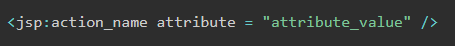 <jsp:action_name attribute = "attribute_value" />